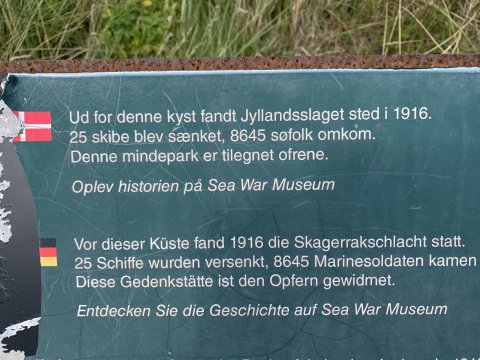 Ud for denne kyst fandt Jyllandsslaget sted i 1916.
25 skibe blev sænket, 8645 søfolk omkom.
Denne mindepark er tilegnet ofrene.
Oplev historien på Sea War Museum
Vor dieser Küste fand 1916 die Skagerrakschlacht statt.
25 Schiffe wurden versenkt, 8645 Marinesoldaten kamen
Diese Gedenkstätte ist den Opfern gewidmet.
Entdecken Sie die Geschichte auf Sea War Museum